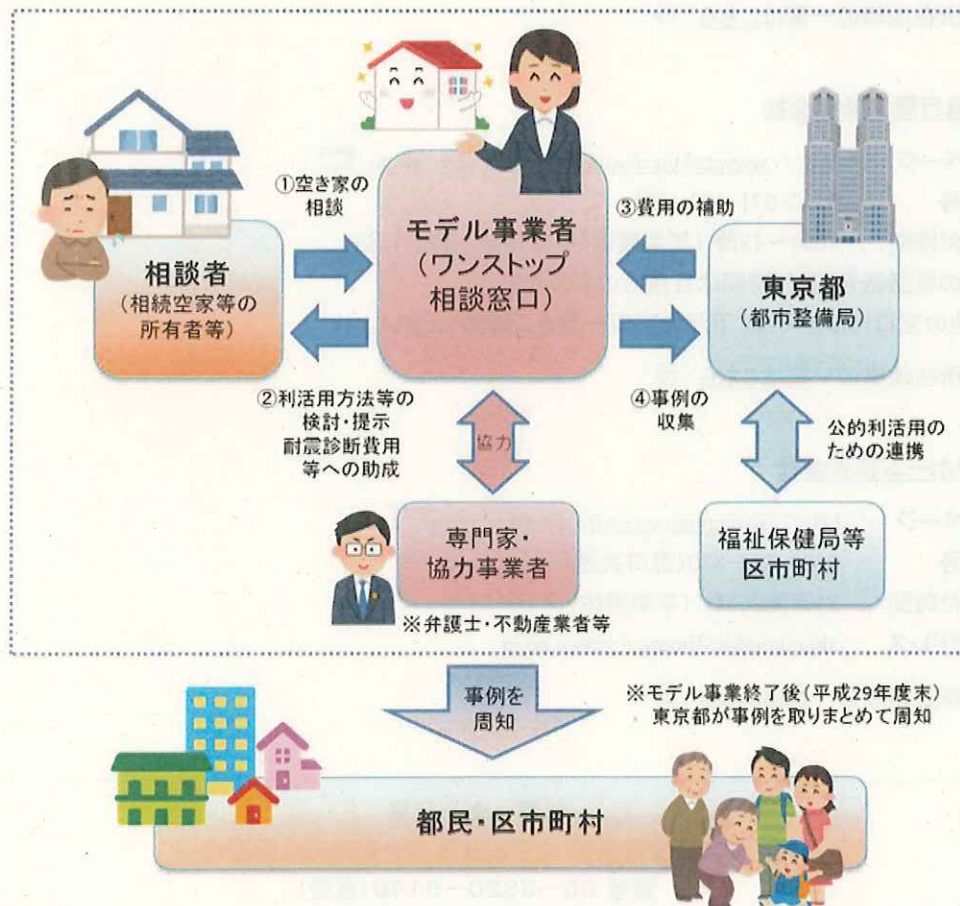 ①空き家の
相談
モデル事業者
(ワンストップ
相談窓口)
③費用の補助
相談者
(相続空家等の
所有者等)
東京都
(都市整備局)
②利活用方法等の
検討・提示
耐震診断費用
等への助成
協力
④事例の
収集
公的利活用の
ための連携
専門家・
協力事業者
※弁護士・不動産業者等
福祉保健局等
区市町村
事例を
周知
※モデル事業終了後(平成29年度末)
東京都が事例を取りまとめて周知
都民・区市町村